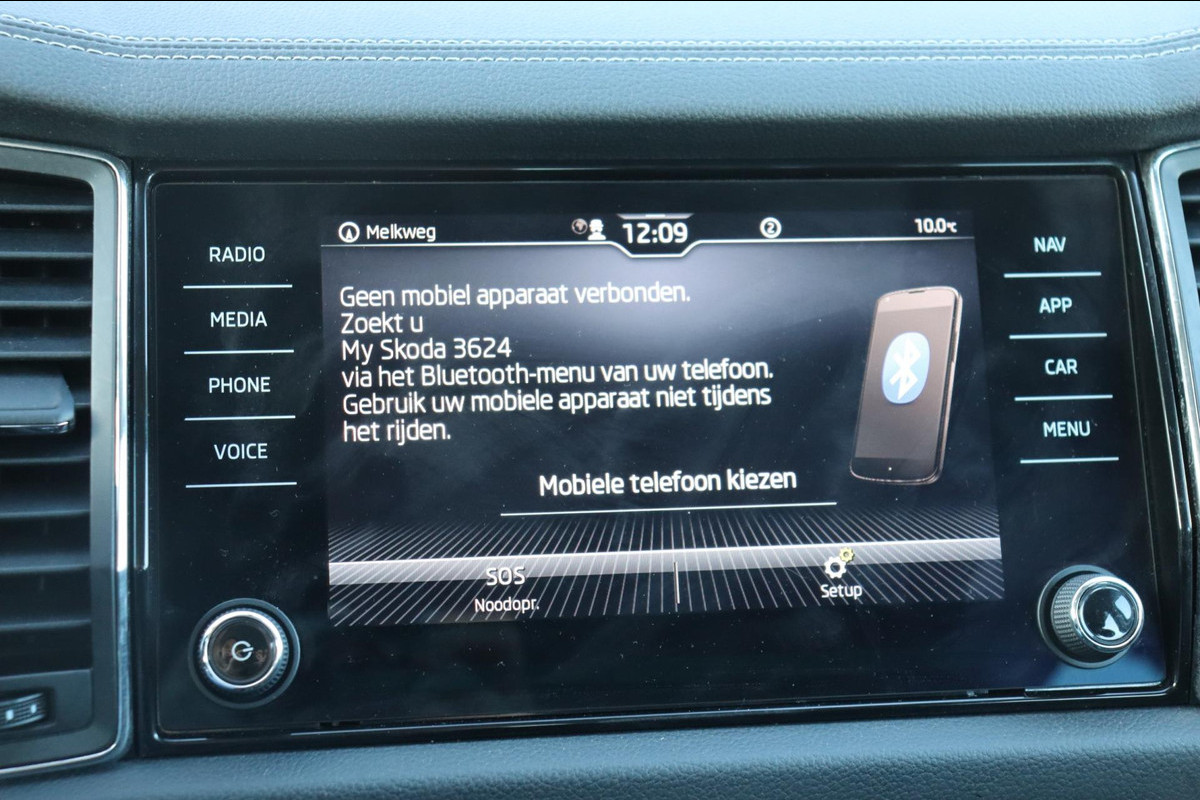 Melkweg 12:09 2 10.0°C
RADIO
MEDIA
PHONE
VOICE
Geen mobiel apparaat verbonden.
Zoekt u
My Skoda 3624
via het Bluetooth-menu van uw telefoon.
Gebruik uw mobiele apparaat niet tijdens
het rijden.
Mobiele telefoon kiezen
SOS
Noodopr.
Setup
NAV
APP
CAR
MENU